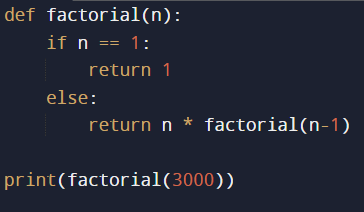 def factorial(n):
    if n == 1:
        return 1
    else:
        return n * factorial(n-1)

print(factorial(3000))